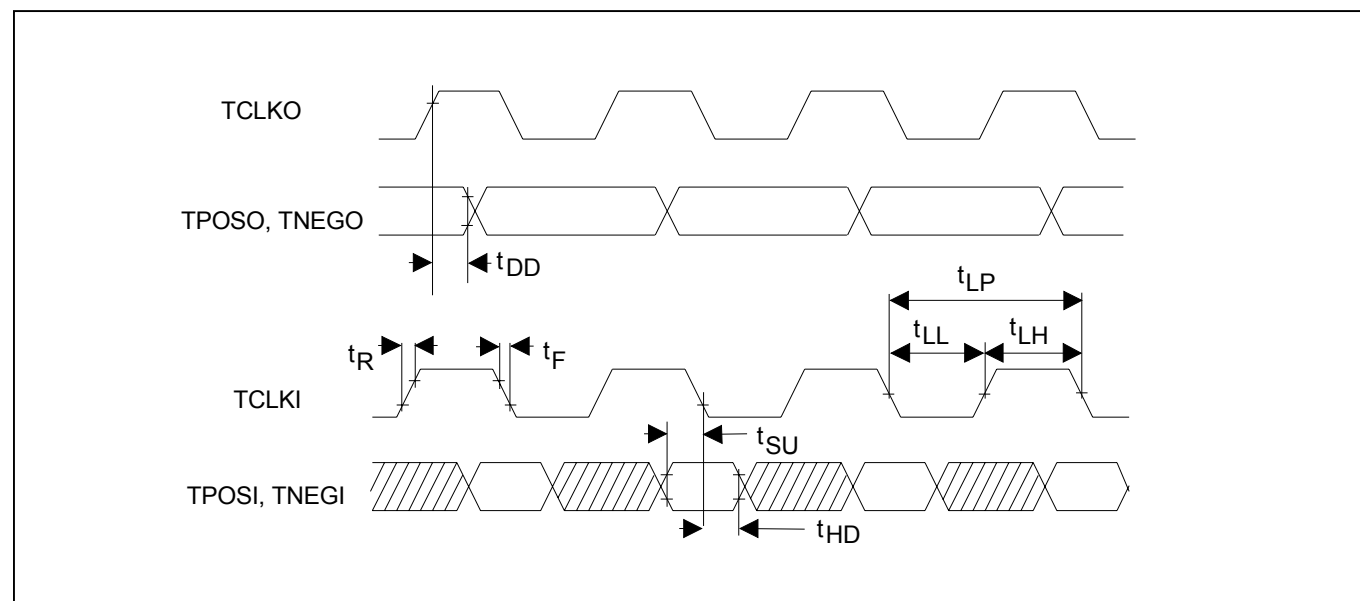 TCLKO
TPOSO, TNEGO
tDD
tLP
tLL
tLH
tR
tF
TCLKI
tSU
TPOSI, TNEGI
tHD